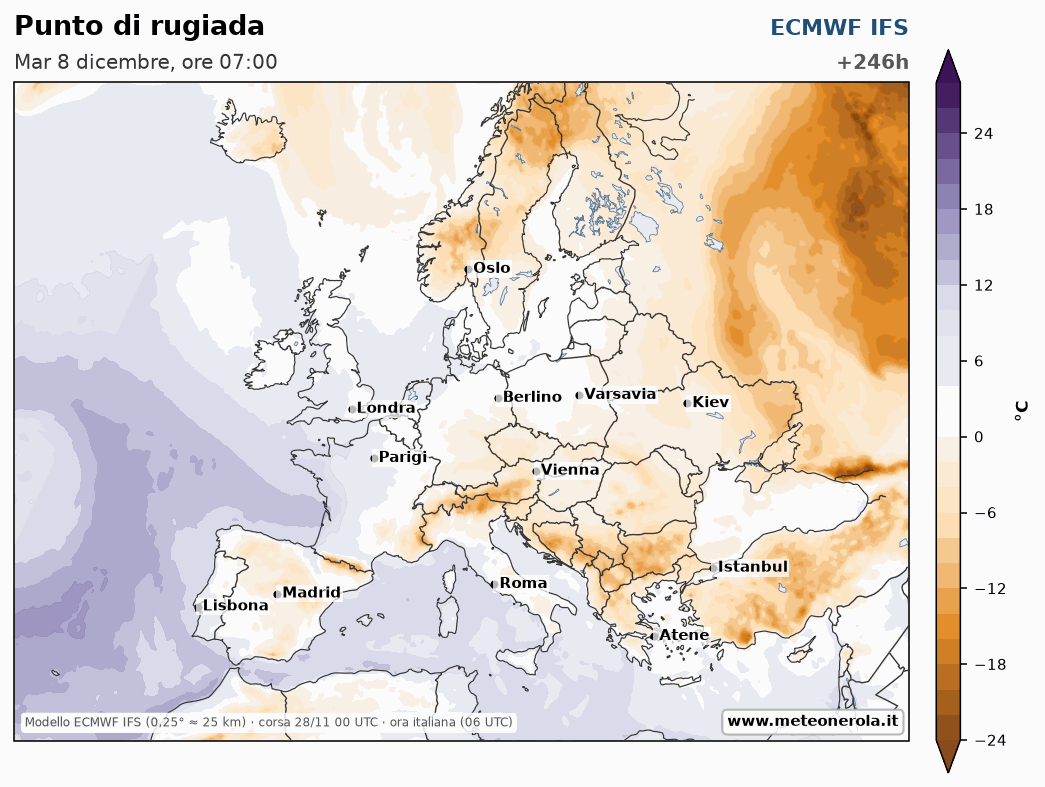 Punto di rugiada
ECMWF IFS
Mar 8 dicembre, ore 07:00
+246h
Oslo
Londra
Berlino
Varsavia
Kiev
Parigi
Vienna
Istanbul
Roma
Madrid
Lisbona
Atene
Modello ECMWF IFS (0,25° ≈ 25 km) · corsa 28/11 00 UTC · ora italiana (06 UTC)
www.meteonerola.it
24
18
12
6
0
−6
−12
−18
−24
°C